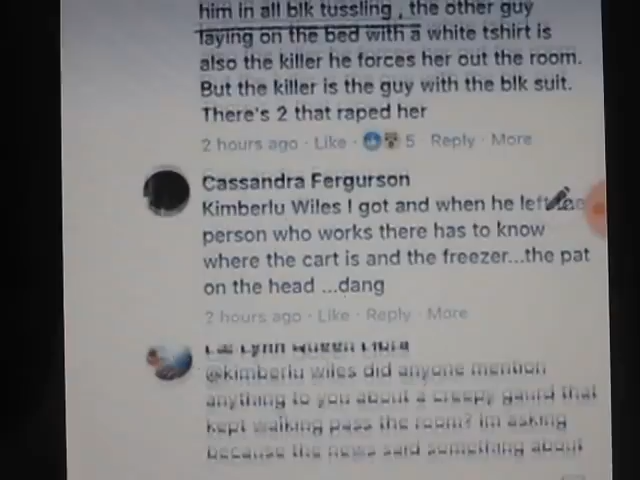 him in all blk tussling , the other guy
laying on the bed with a white tshirt is
also the killer he forces her out the room.
But the killer is the guy with the blk suit.
There's 2 that raped her
2 hours ago · Like · 5 Reply · More
Cassandra Fergurson
Kimberlu Wiles I got and when he left
person who works there has to know
where the cart is and the freezer...the pat
on the head ...dang
2 hours ago · Like · Reply · More
Lynn Queen
@kimberlu wiles did anyone mention
anything to you about a creepy gaurd that
kept walking pass the room? Im asking
because the news said something about